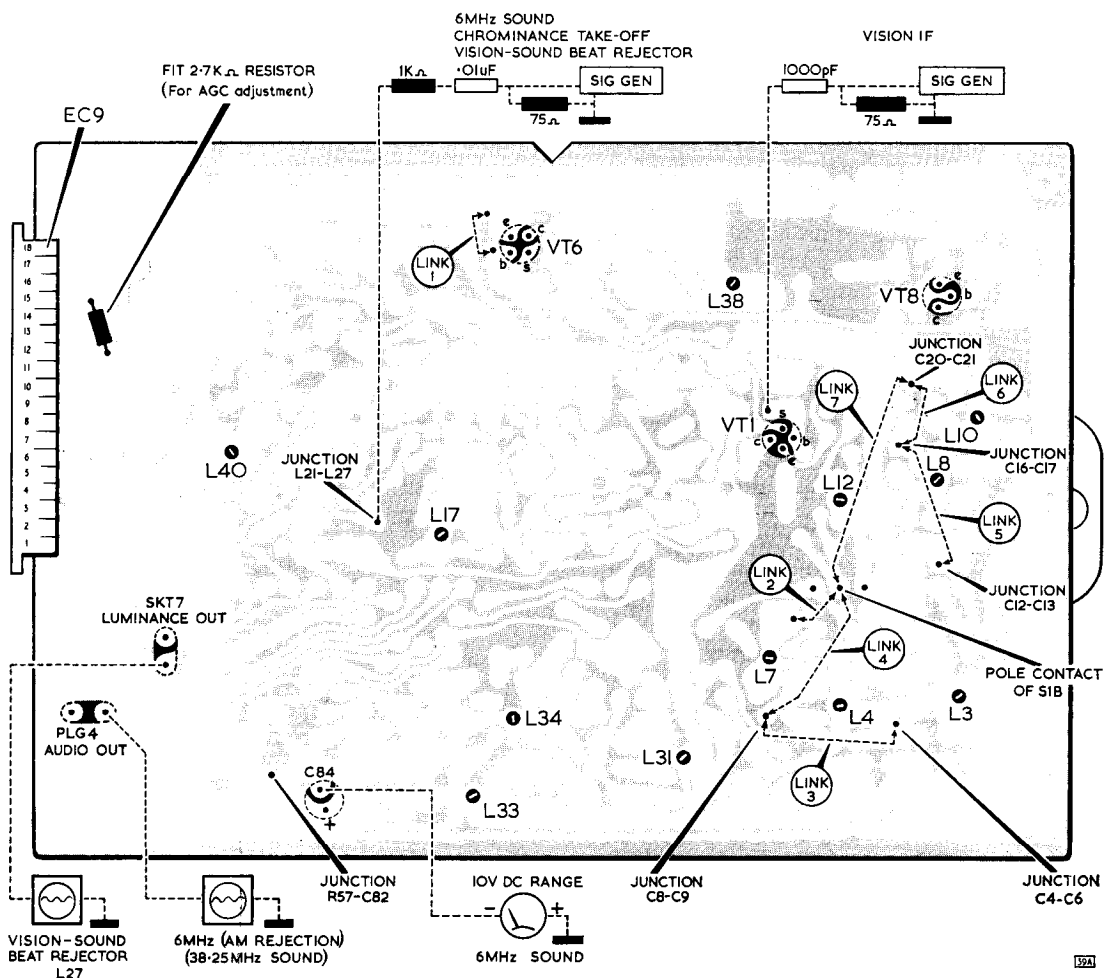 6MHz SOUND
CHROMINANCE TAKE-OFF
VISION-SOUND BEAT REJECTOR
VISION IF
FIT 2·7KΩ RESISTOR
(For AGC adjustment)
1KΩ
·01uF
SIG GEN
75Ω
1000pF
SIG GEN
75Ω
EC9
18
17
16
15
14
13
12
11
10
9
8
7
6
5
4
3
2
1
LINK
1
e
c
b
s
VT6
L38
VT8
e
b
c
JUNCTION
C20-C21
LINK
7
LINK
6
L10
VT1
s
c
b
e
JUNCTION
C16-C17
L40
JUNCTION
L21-L27
L17
L12
L8
LINK
5
JUNCTION
C12-C13
LINK
2
SKT7
LUMINANCE OUT
LINK
4
L7
POLE CONTACT
OF S1B
PLG4
AUDIO OUT
L34
L4
L3
L31
LINK
3
C84
+
L33
JUNCTION
R57-C82
10V DC RANGE
- +
6MHz SOUND
JUNCTION
C8-C9
JUNCTION
C4-C6
VISION-SOUND
BEAT REJECTOR
L27
6MHz (AM REJECTION)
(38·25MHz SOUND)
59A